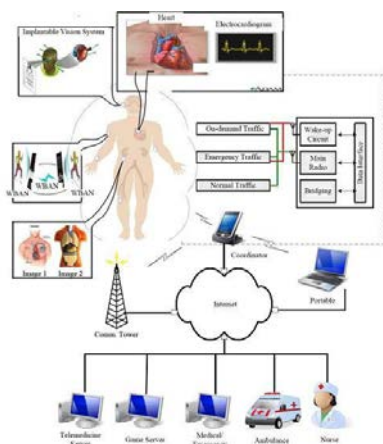 Heart
Electrocardiogram
Implantable Vision System
On-demand Traffic
Emergency Traffic
Normal Traffic
Wake-up
Circuit
Main
Radio
Bridging
Data Interface
WBAN
WBAN
WBAN
Image 1
Image 2
Coordinator
Internet
Portable
Comm. Tower
Telemedicine
Game Server
Medical/
Ambulance
Nurse